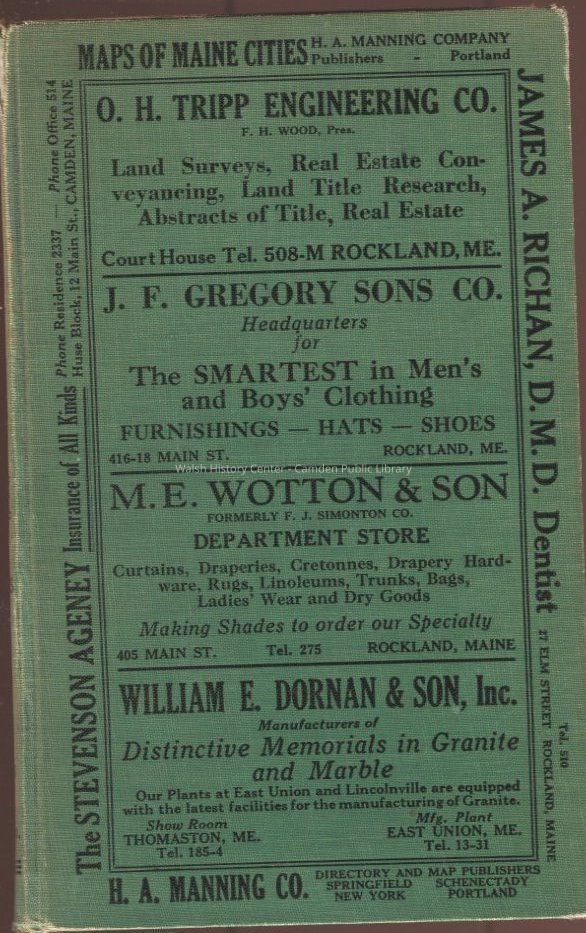 MAPS OF MAINE CITIES H. A. MANNING COMPANY
Publishers - Portland
O. H. TRIPP ENGINEERING CO.
F. H. WOOD, Pres.
Land Surveys, Real Estate Con-
veyancing, Land Title Research,
Abstracts of Title, Real Estate
Court House Tel. 508-M ROCKLAND, ME.
J. F. GREGORY SONS CO.
Headquarters
for
The SMARTEST in Men's
and Boys' Clothing
FURNISHINGS — HATS — SHOES
416-18 MAIN ST. ROCKLAND, ME.
Walsh History Center - Camden Public Library
M. E. WOTTON & SON
FORMERLY F. J. SIMONTON CO.
DEPARTMENT STORE
Curtains, Draperies, Cretonnes, Drapery Hard-
ware, Rugs, Linoleums, Trunks, Bags,
Ladies' Wear and Dry Goods
Making Shades to order our Specialty
405 MAIN ST. Tel. 275 ROCKLAND, MAINE
WILLIAM E. DORNAN & SON, Inc.
Manufacturers of
Distinctive Memorials in Granite
and Marble
Our Plants at East Union and Lincolnville are equipped
with the latest facilities for the manufacturing of Granite.
Show Room Mfg. Plant
THOMASTON, ME. EAST UNION, ME.
Tel. 185-4 Tel. 13-31
H. A. MANNING CO. DIRECTORY AND MAP PUBLISHERS
SPRINGFIELD SCHENECTADY
NEW YORK PORTLAND
The STEVENSON AGENEY Insurance of All Kinds
Phone Residence 2337 — Phone Office 514
Huse Block, 12 Main St., CAMDEN, MAINE
JAMES A. RICHAN, D. M. D. Dentist
Tel. 510
27 ELM STREET ROCKLAND, MAINE